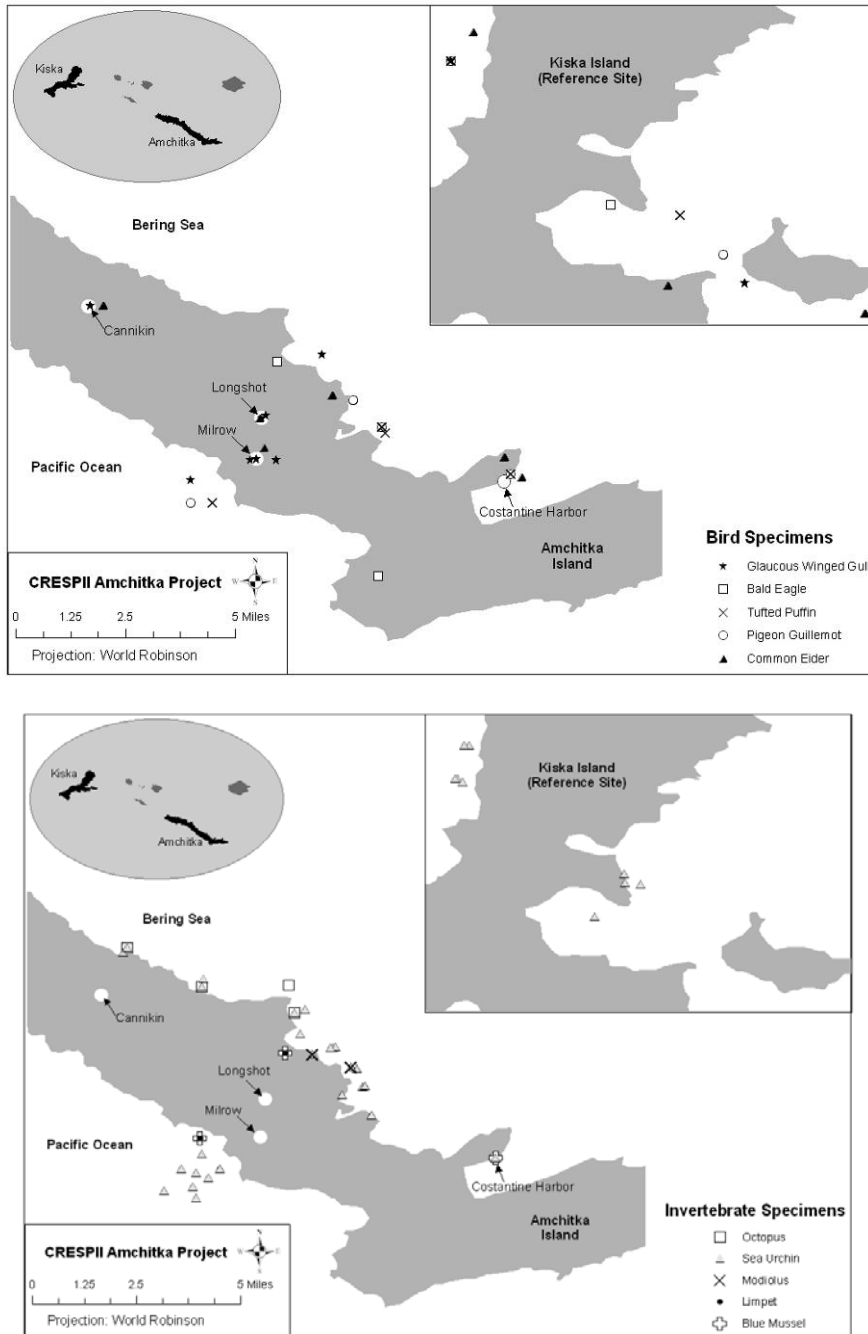 Kiska
Amchitka
Kiska Island
(Reference Site)
Bering Sea
Cannikin
Longshot
Milrow
Pacific Ocean
Costantine Harbor
Amchitka
Island
CRESPII Amchitka Project
N
W
E
S
0 1.25 2.5 5 Miles
Projection: World Robinson
Bird Specimens
Glaucous Winged Gull
Bald Eagle
Tufted Puffin
Pigeon Guillemot
Common Eider
Kiska
Amchitka
Kiska Island
(Reference Site)
Bering Sea
Cannikin
Longshot
Milrow
Pacific Ocean
Costantine Harbor
Amchitka
Island
CRESPII Amchitka Project
N
W
E
S
0 1.25 2.5 5 Miles
Projection: World Robinson
Invertebrate Specimens
Octopus
Sea Urchin
Modiolus
Limpet
Blue Mussel